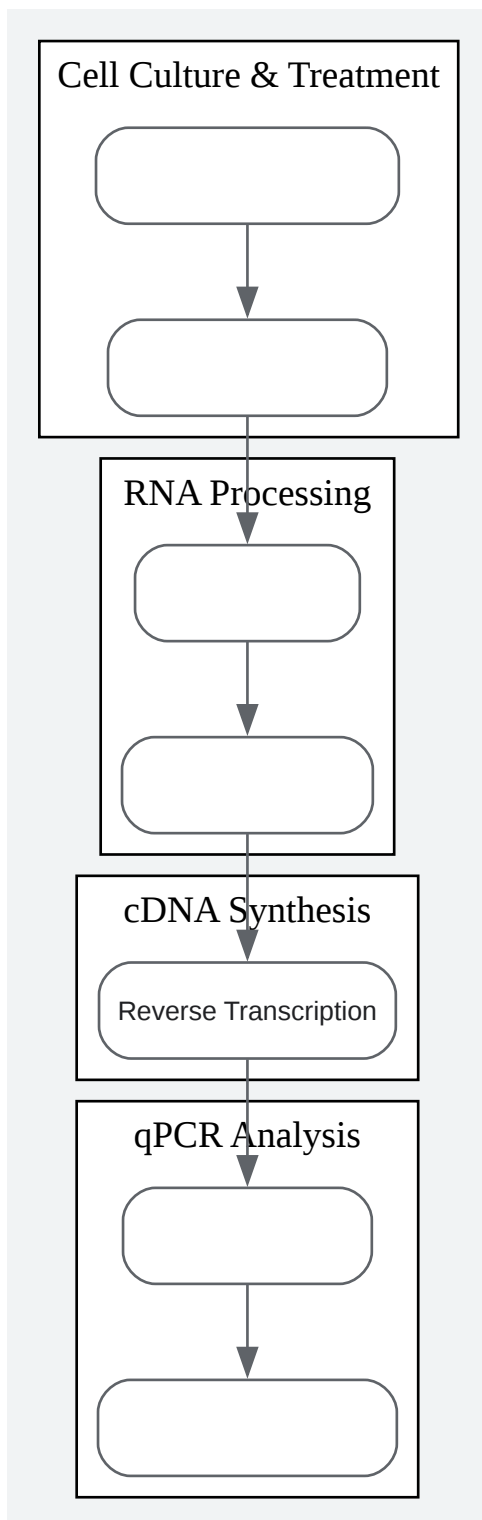 Cell Culture & Treatment
RNA Processing
cDNA Synthesis
Reverse Transcription
qPCR Analysis